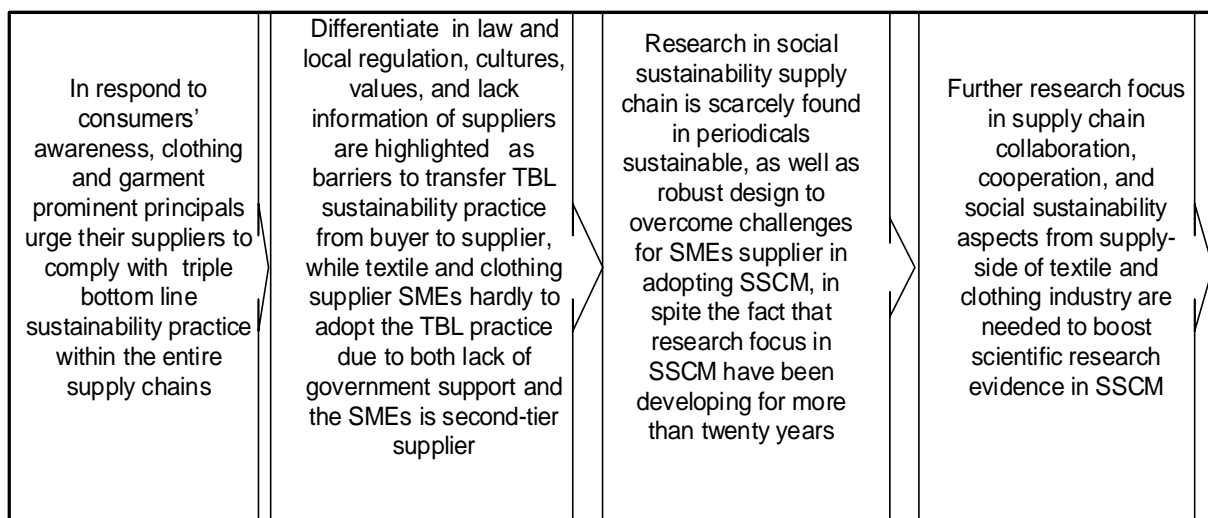 In respond to
consumers’
awareness, clothing
and garment
prominent principals
urge their suppliers to
comply with triple
bottom line
sustainability practice
within the entire
supply chains
Differentiate in law and
local regulation, cultures,
values, and lack
information of suppliers
are highlighted as
barriers to transfer TBL
sustainability practice
from buyer to supplier,
while textile and clothing
supplier SMEs hardly to
adopt the TBL practice
due to both lack of
government support and
the SMEs is second-tier
supplier
Research in social
sustainability supply
chain is scarcely found
in periodicals
sustainable, as well as
robust design to
overcome challenges
for SMEs supplier in
adopting SSCM, in
spite the fact that
research focus in
SSCM have been
developing for more
than twenty years
Further research focus
in supply chain
collaboration,
cooperation, and
social sustainability
aspects from supply-
side of textile and
clothing industry are
needed to boost
scientific research
evidence in SSCM